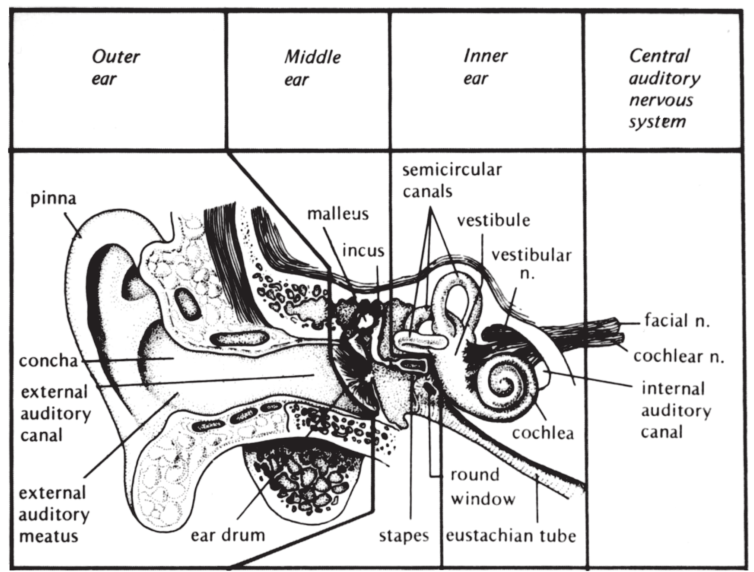 Outer
ear
Middle
ear
Inner
ear
Central
auditory
nervous
system
pinna
malleus
incus
semicircular
canals
vestibule
vestibular
n.
facial n.
cochlear n.
concha
external
auditory
canal
internal
auditory
canal
cochlea
external
auditory
meatus
ear drum
stapes
round
window
eustachian tube